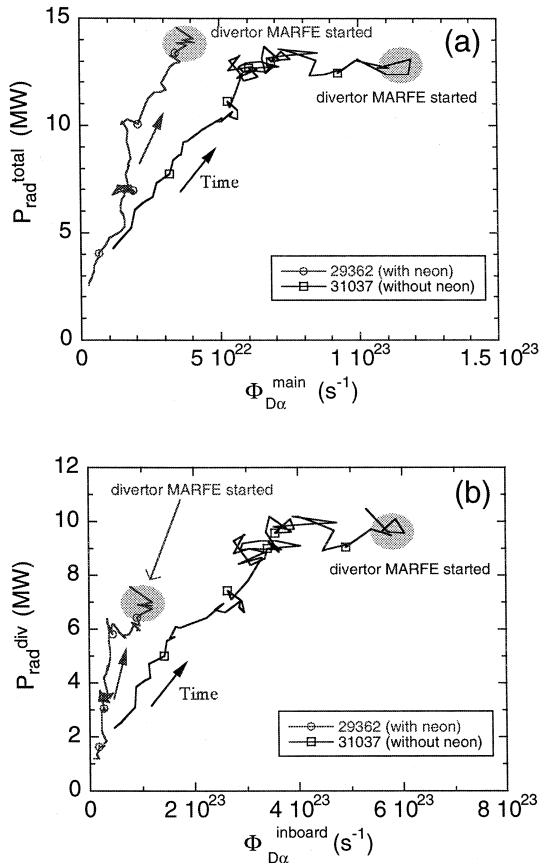 15
10
5
0
P_rad^total (MW)
divertor MARFE started
(a)
divertor MARFE started
Time
29362 (with neon)
31037 (without neon)
5 10^22
1 10^23
1.5 10^23
Φ_Dα^main (s^-1)
12
10
8
6
4
2
0
P_rad^div (MW)
divertor MARFE started
(b)
divertor MARFE started
Time
29362 (with neon)
31037 (without neon)
0
2 10^23
4 10^23
6 10^23
8 10^23
Φ_Dα^inboard (s^-1)